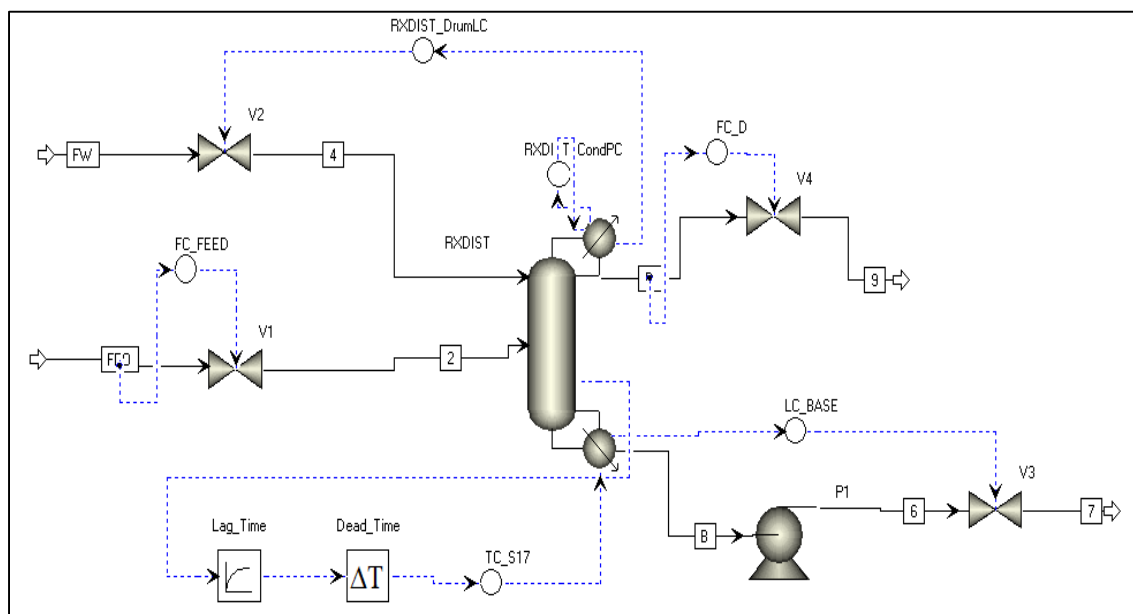 RXDIST_DrumLC
V2
FC_D
FW
4
RXDI
T_CondPC
V4
FC_FEED
RXDIST
9
V1
2
LC_BASE
V3
P1
Lag_Time
Dead_Time
B
6
7
TC_S17
ΔT